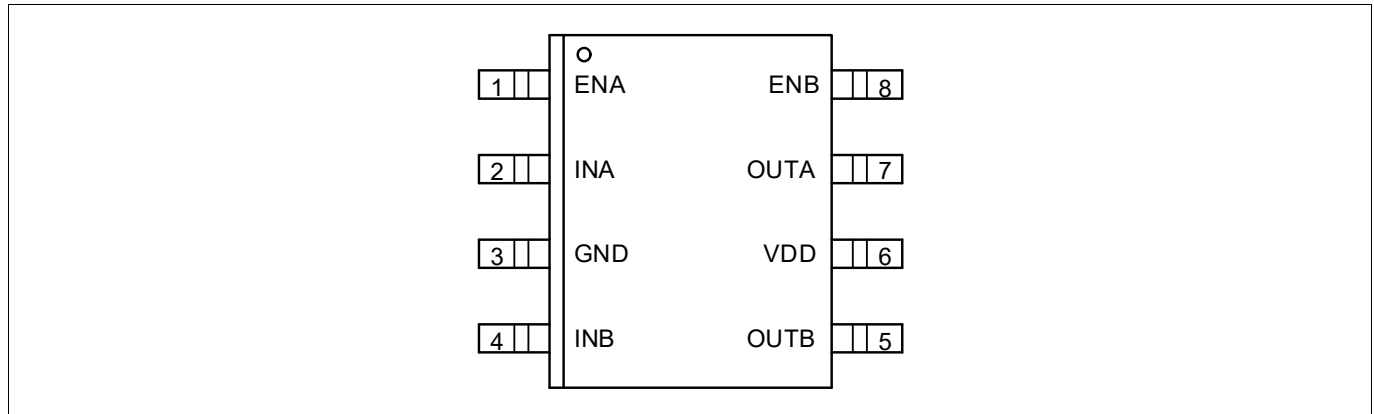 1 ENA ENB 8
2 INA OUTA 7
3 GND VDD 6
4 INB OUTB 5